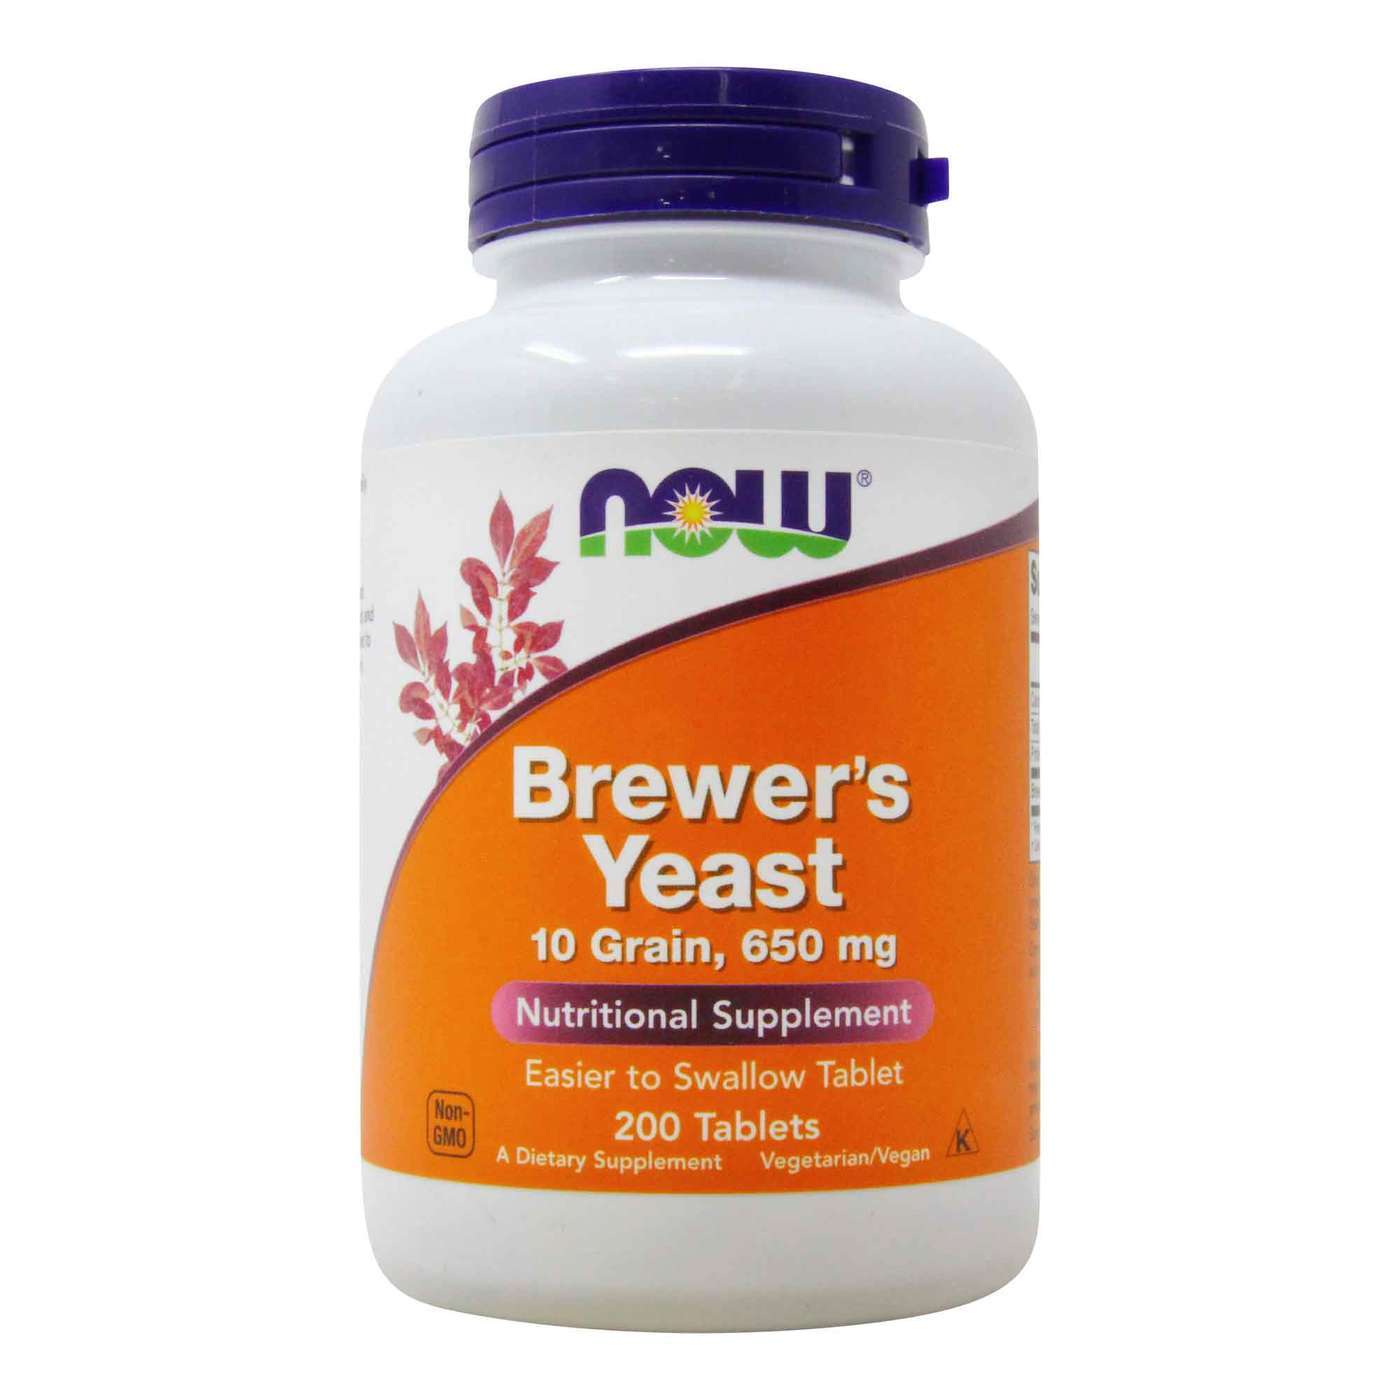 now®
Brewer's
Yeast
10 Grain, 650 mg
Nutritional Supplement
Easier to Swallow Tablet
200 Tablets
Non-
GMO
A Dietary Supplement
Vegetarian/Vegan
K
and